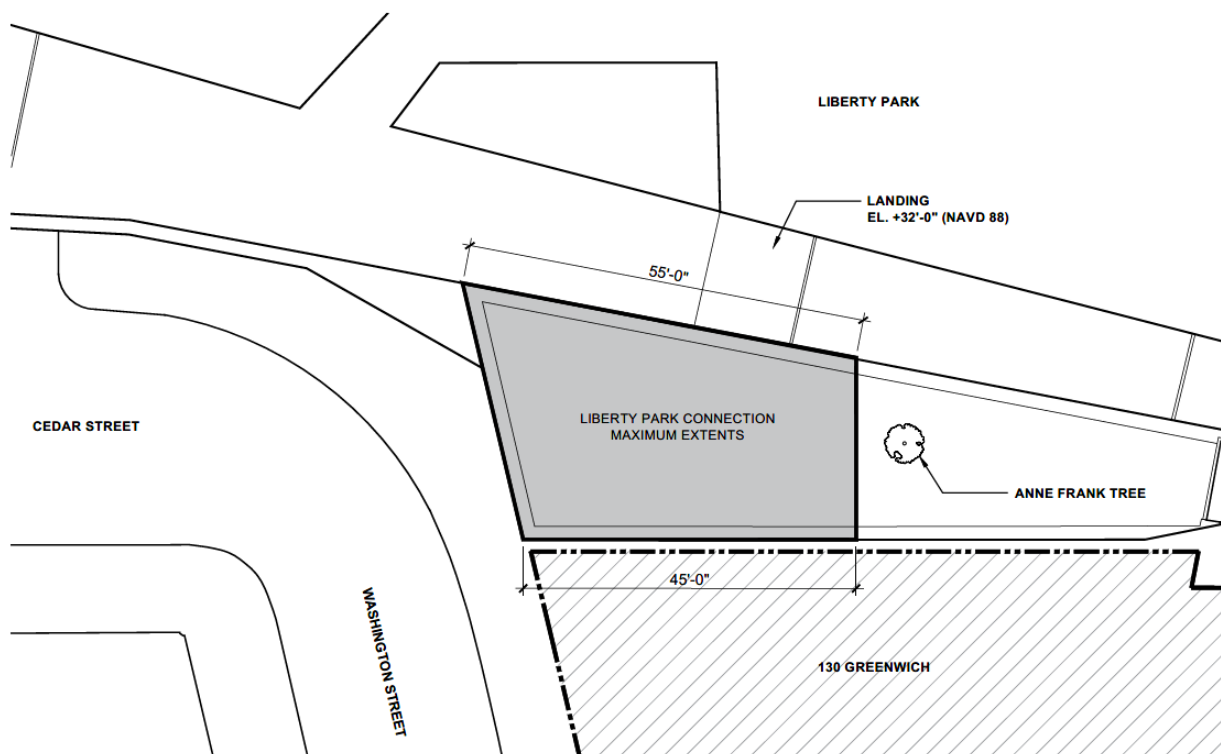 LIBERTY PARK
LANDING
EL. +32'-0" (NAVD 88)
55'-0"
LIBERTY PARK CONNECTION
MAXIMUM EXTENTS
CEDAR STREET
ANNE FRANK TREE
45'-0"
WASHINGTON STREET
130 GREENWICH